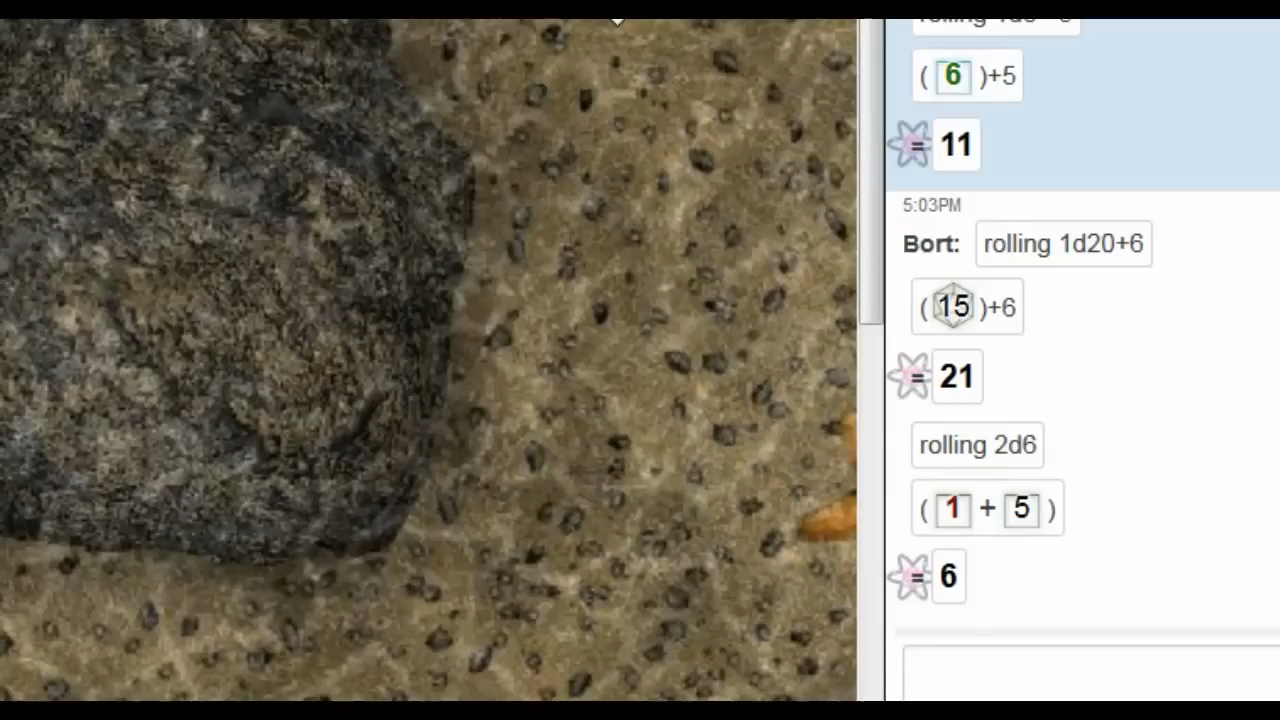 ( 6 )+5
= 11
5:03PM
Bort: rolling 1d20+6
( 15 )+6
= 21
rolling 2d6
( 1 + 5 )
= 6